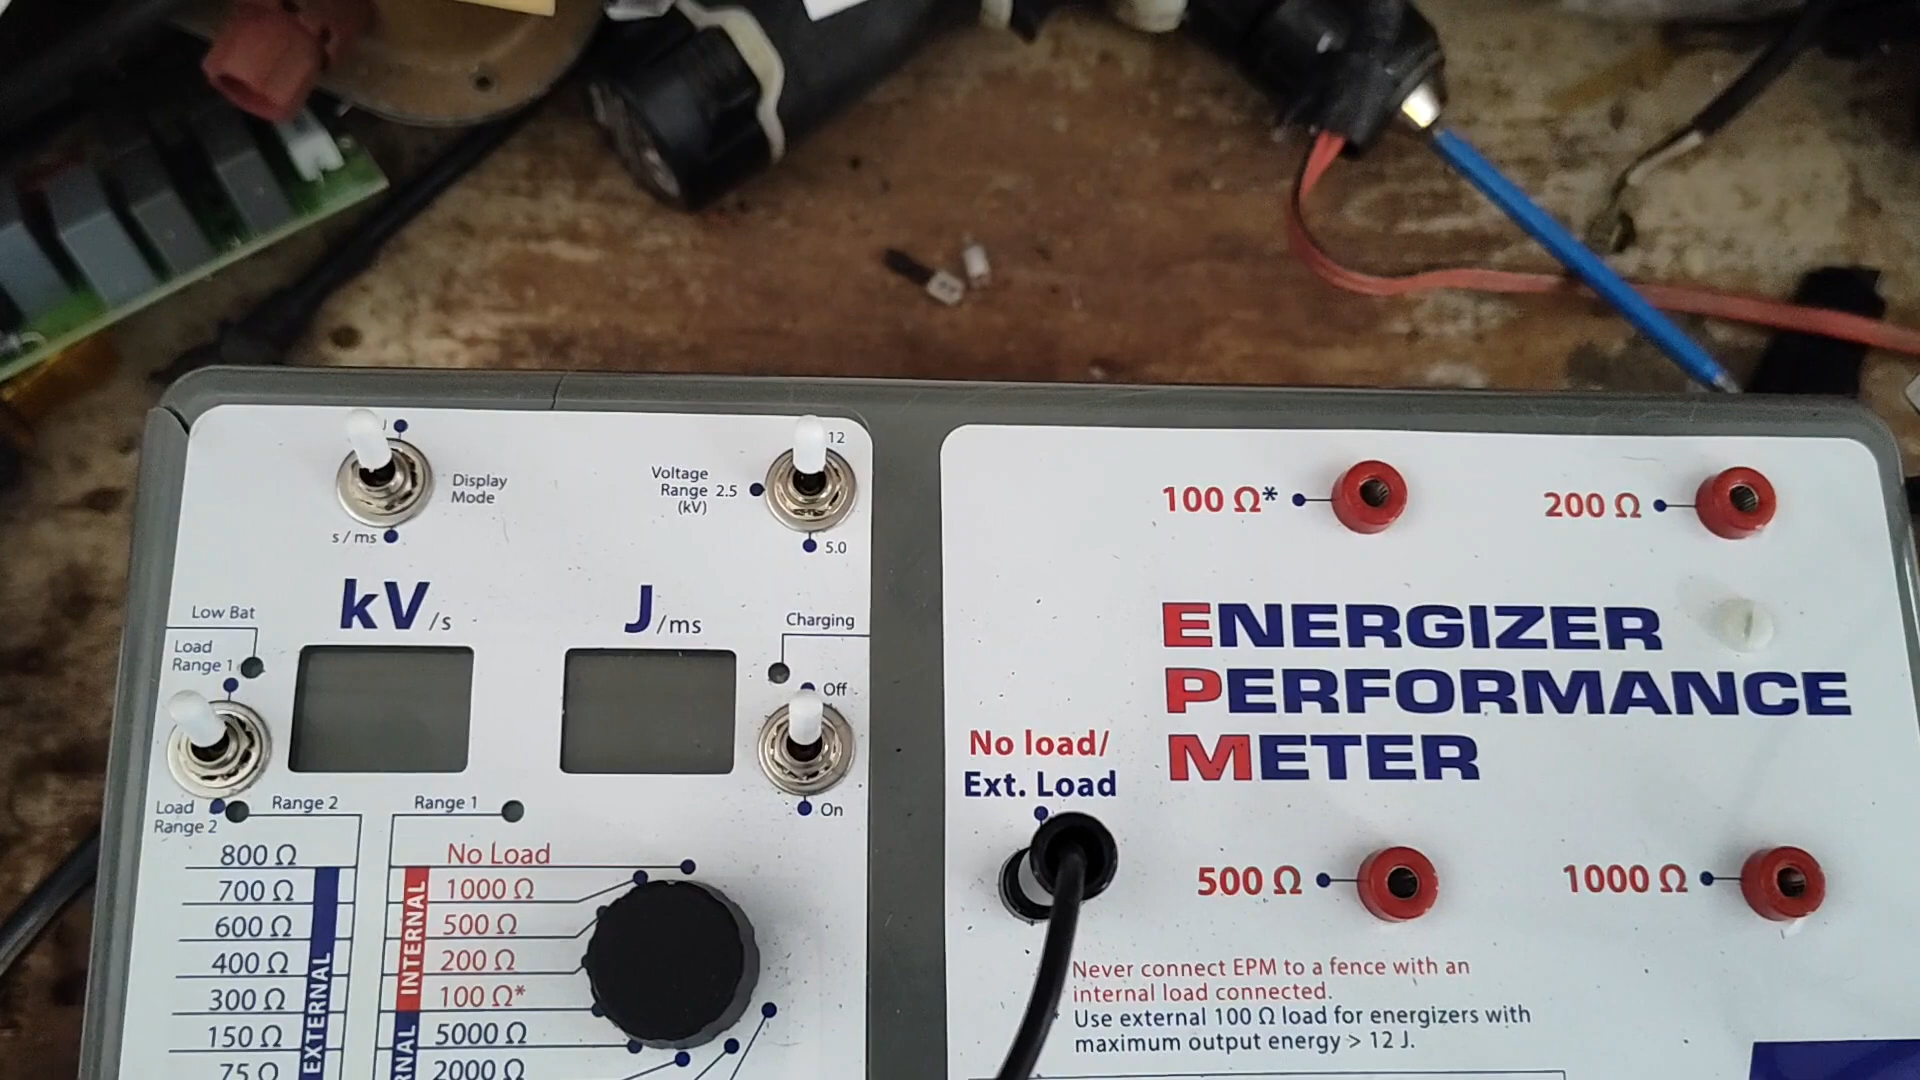 12
Display
Mode
Voltage
Range 2.5
(kV)
s / ms
5.0
kV/s
J/ms
Low Bat
Charging
Load
Range 1
Off
Load
Range 2
Range 2
Range 1
On
800 Ω
700 Ω
600 Ω
400 Ω
300 Ω
150 Ω
75 Ω
EXTERNAL
No Load
1000 Ω
500 Ω
200 Ω
100 Ω*
5000 Ω
2000 Ω
INTERNAL
100 Ω*
200 Ω
ENERGIZER
PERFORMANCE
METER
No load/
Ext. Load
500 Ω
1000 Ω
Never connect EPM to a fence with an
internal load connected.
Use external 100 Ω load for energizers with
maximum output energy > 12 J.